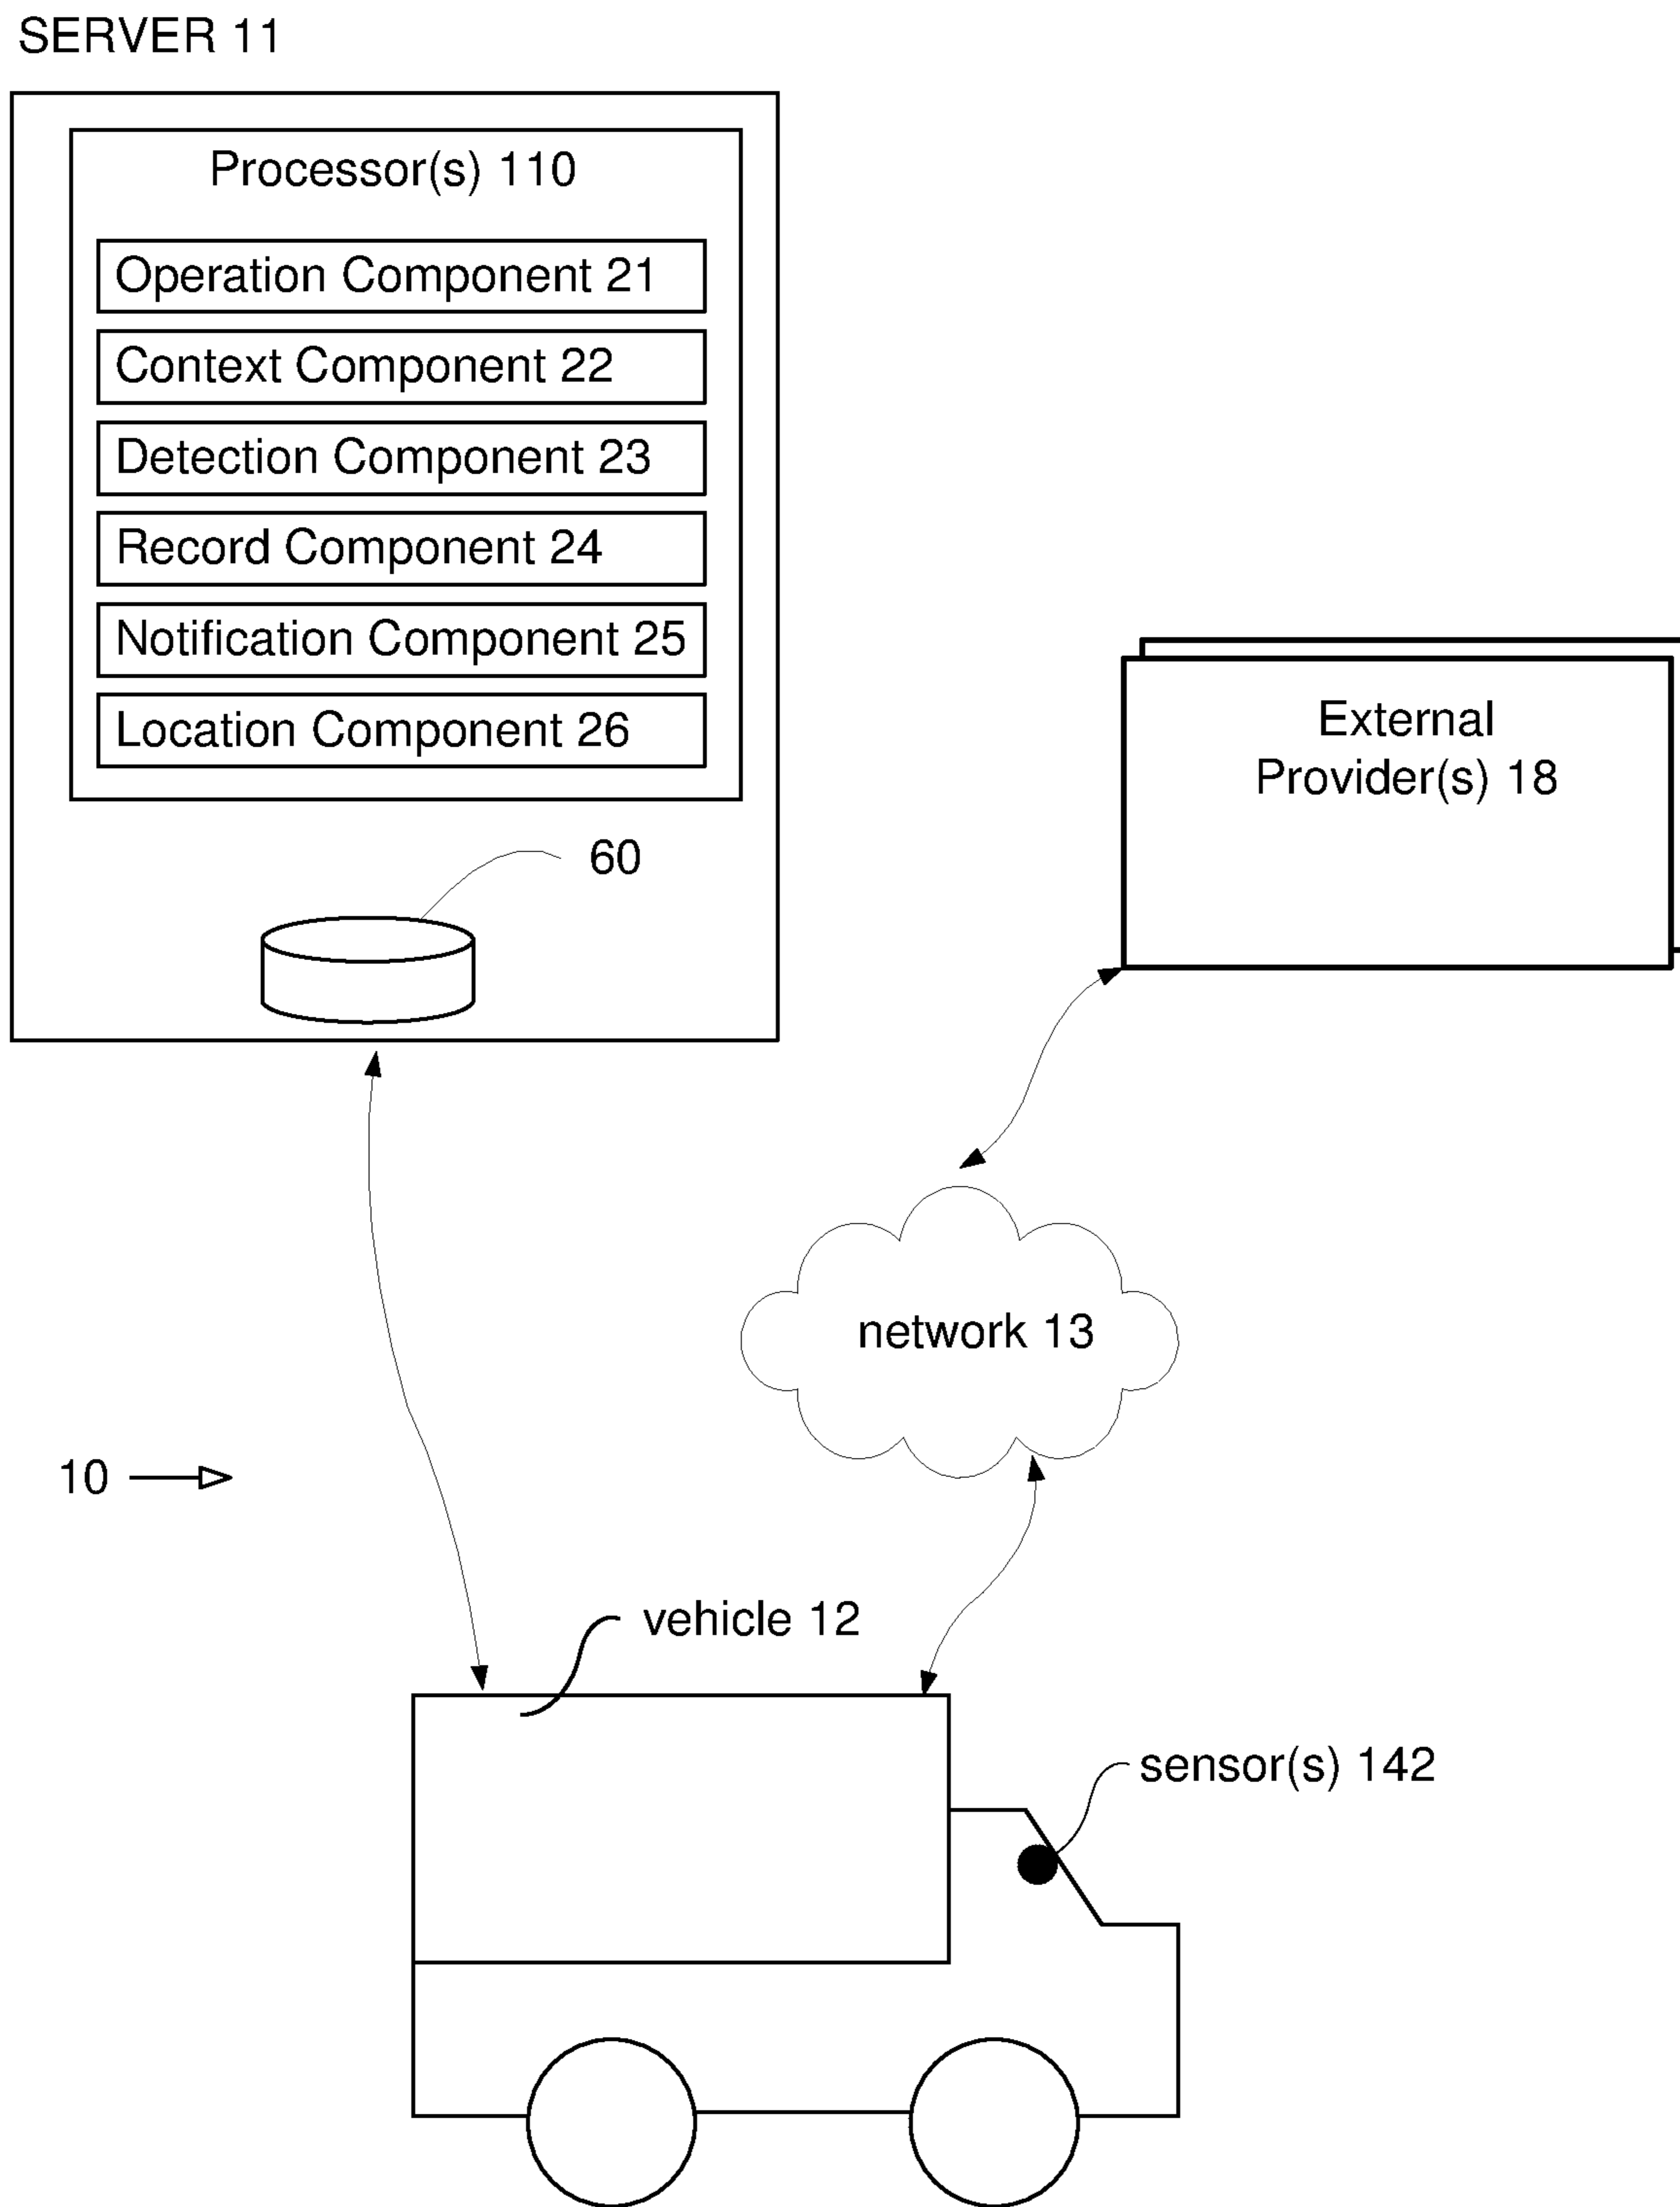 SERVER 11
Processor(s) 110
Operation Component 21
Context Component 22
Detection Component 23
Record Component 24
Notification Component 25
Location Component 26
60
External
Provider(s) 18
network 13
10
vehicle 12
sensor(s) 142